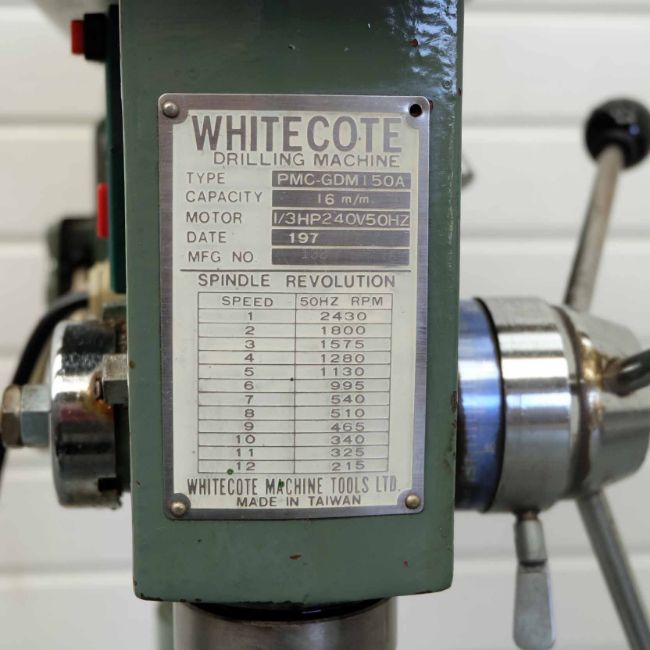 WHITECOTE
DRILLING MACHINE
TYPE PMC-GDM150A
CAPACITY 16 m/m
MOTOR 1/3HP240V50HZ
DATE 197
MFG NO.
SPINDLE REVOLUTION
SPEED 50HZ RPM
1 2430
2 1800
3 1575
4 1280
5 1130
6 995
7 540
8 510
9 465
10 340
11 325
12 215
WHITECOTE MACHINE TOOLS LTD.
MADE IN TAIWAN